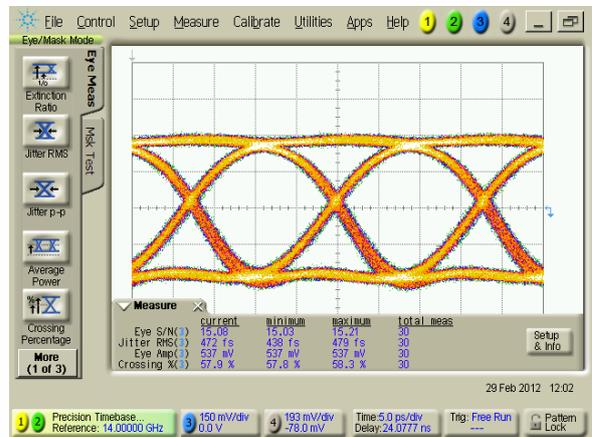 File Control Setup Measure Calibrate Utilities Apps Help 1 2 3 4
Eye/Mask Mode
Extinction
Ratio
Jitter RMS
Jitter p-p
Average
Power
Crossing
Percentage
More
(1 of 3)
Eye Meas
Msk Test
Measure
current minimum maximum total meas
Eye S/N(3) 15.08 15.03 15.21 30
Jitter RMS(3) 472 fs 438 fs 479 fs 30
Eye Amp(3) 537 mV 537 mV 537 mV 30
Crossing %(3) 57.9 % 57.8 % 58.3 % 30
Setup
& Info
29 Feb 2012 12:02
1 2 Precision Timebase...
Reference: 14.00000 GHz
3 150 mV/div
0.0 V
4 193 mV/div
-78.0 mV
Time:5.0 ps/div
Delay:24.0777 ns
Trig: Free Run
---
Pattern
Lock